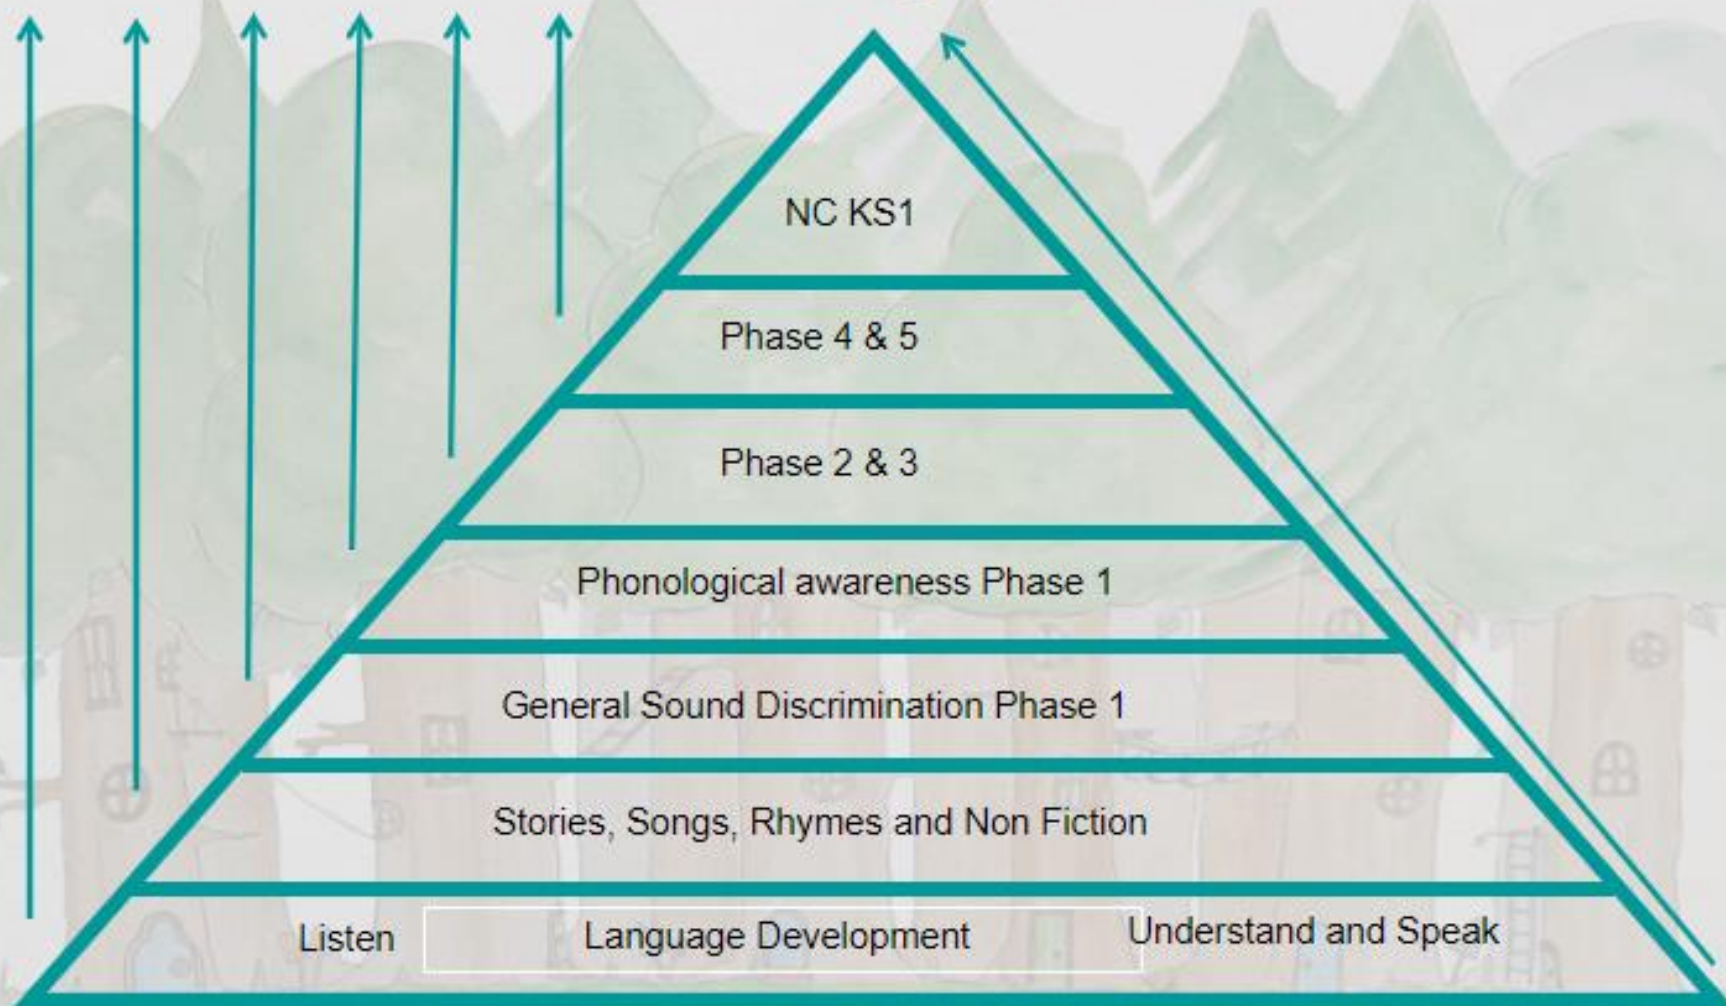 NC KS1
Phase 4 & 5
Phase 2 & 3
Phonological awareness Phase 1
General Sound Discrimination Phase 1
Stories, Songs, Rhymes and Non Fiction
Listen Language Development Understand and Speak